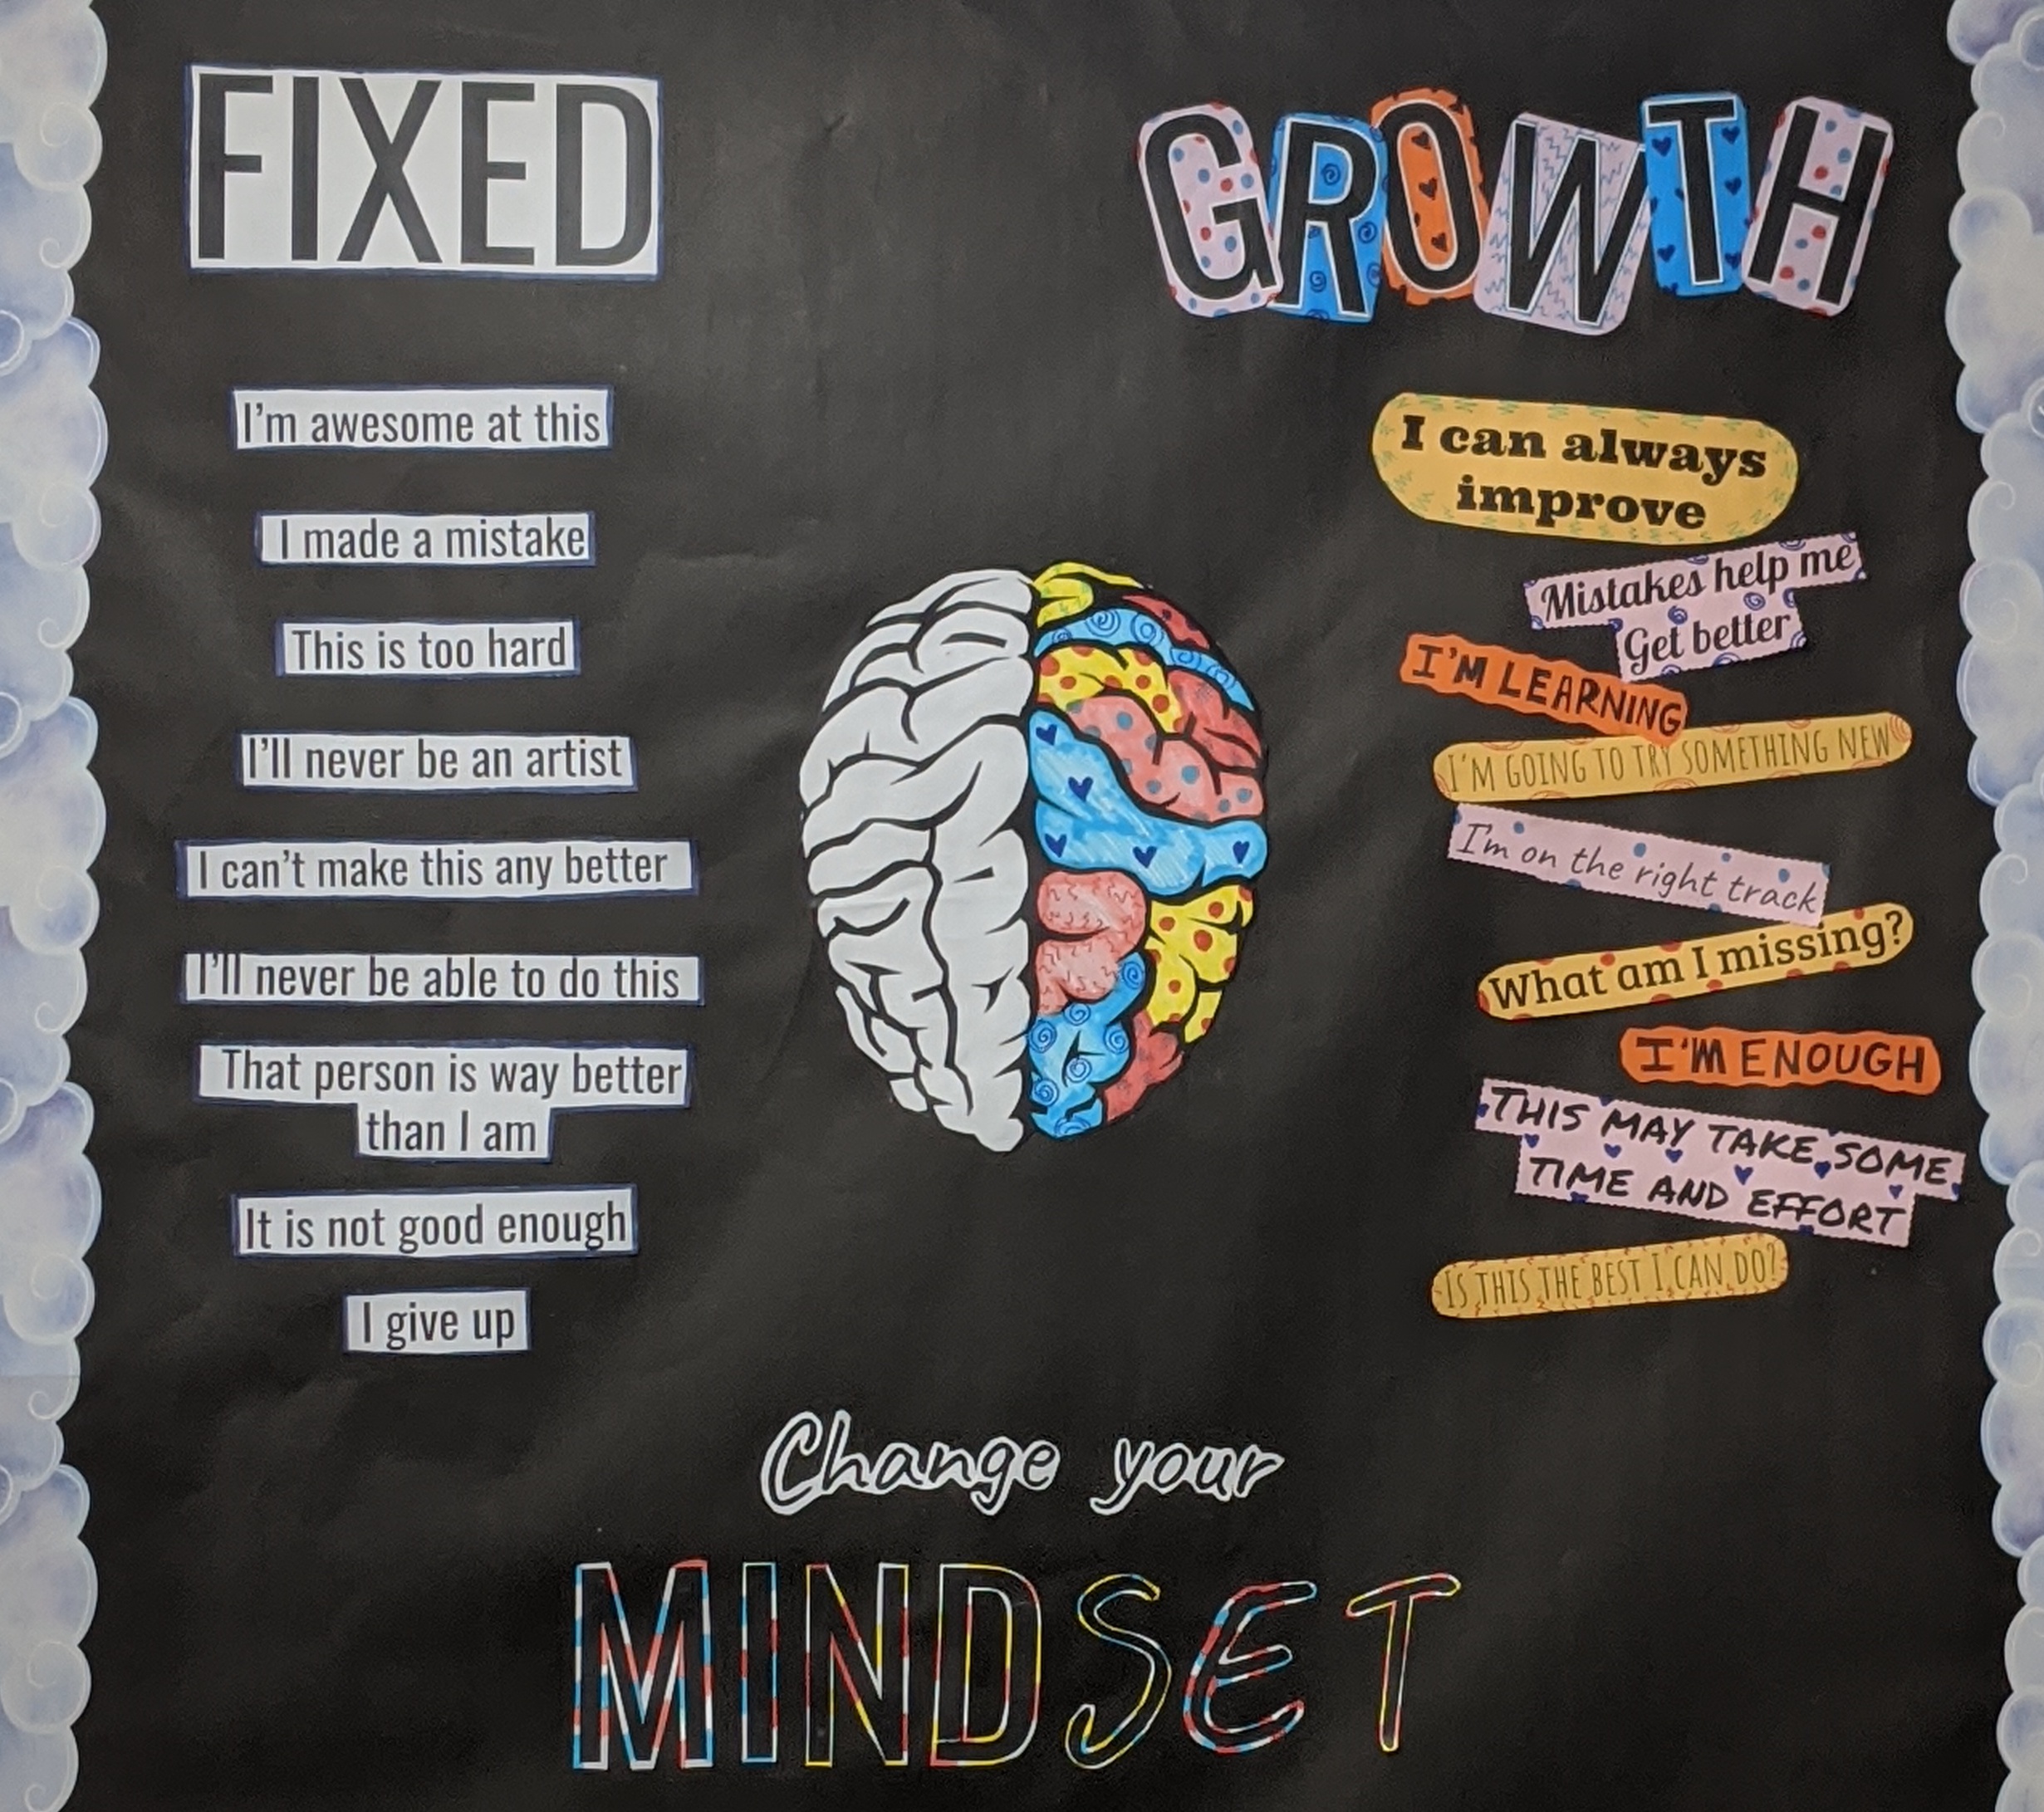 FIXED
I'm awesome at this
I made a mistake
This is too hard
I'll never be an artist
I can't make this any better
I'll never be able to do this
That person is way better
than I am
It is not good enough
I give up
GROWTH
I can always
improve
Mistakes help me
Get better
I'M LEARNING
I'M GOING TO TRY SOMETHING NEW
I'm on the right track
What am I missing?
I'M ENOUGH
THIS MAY TAKE SOME
TIME AND EFFORT
IS THIS THE BEST I CAN DO?
Change your
MINDSET